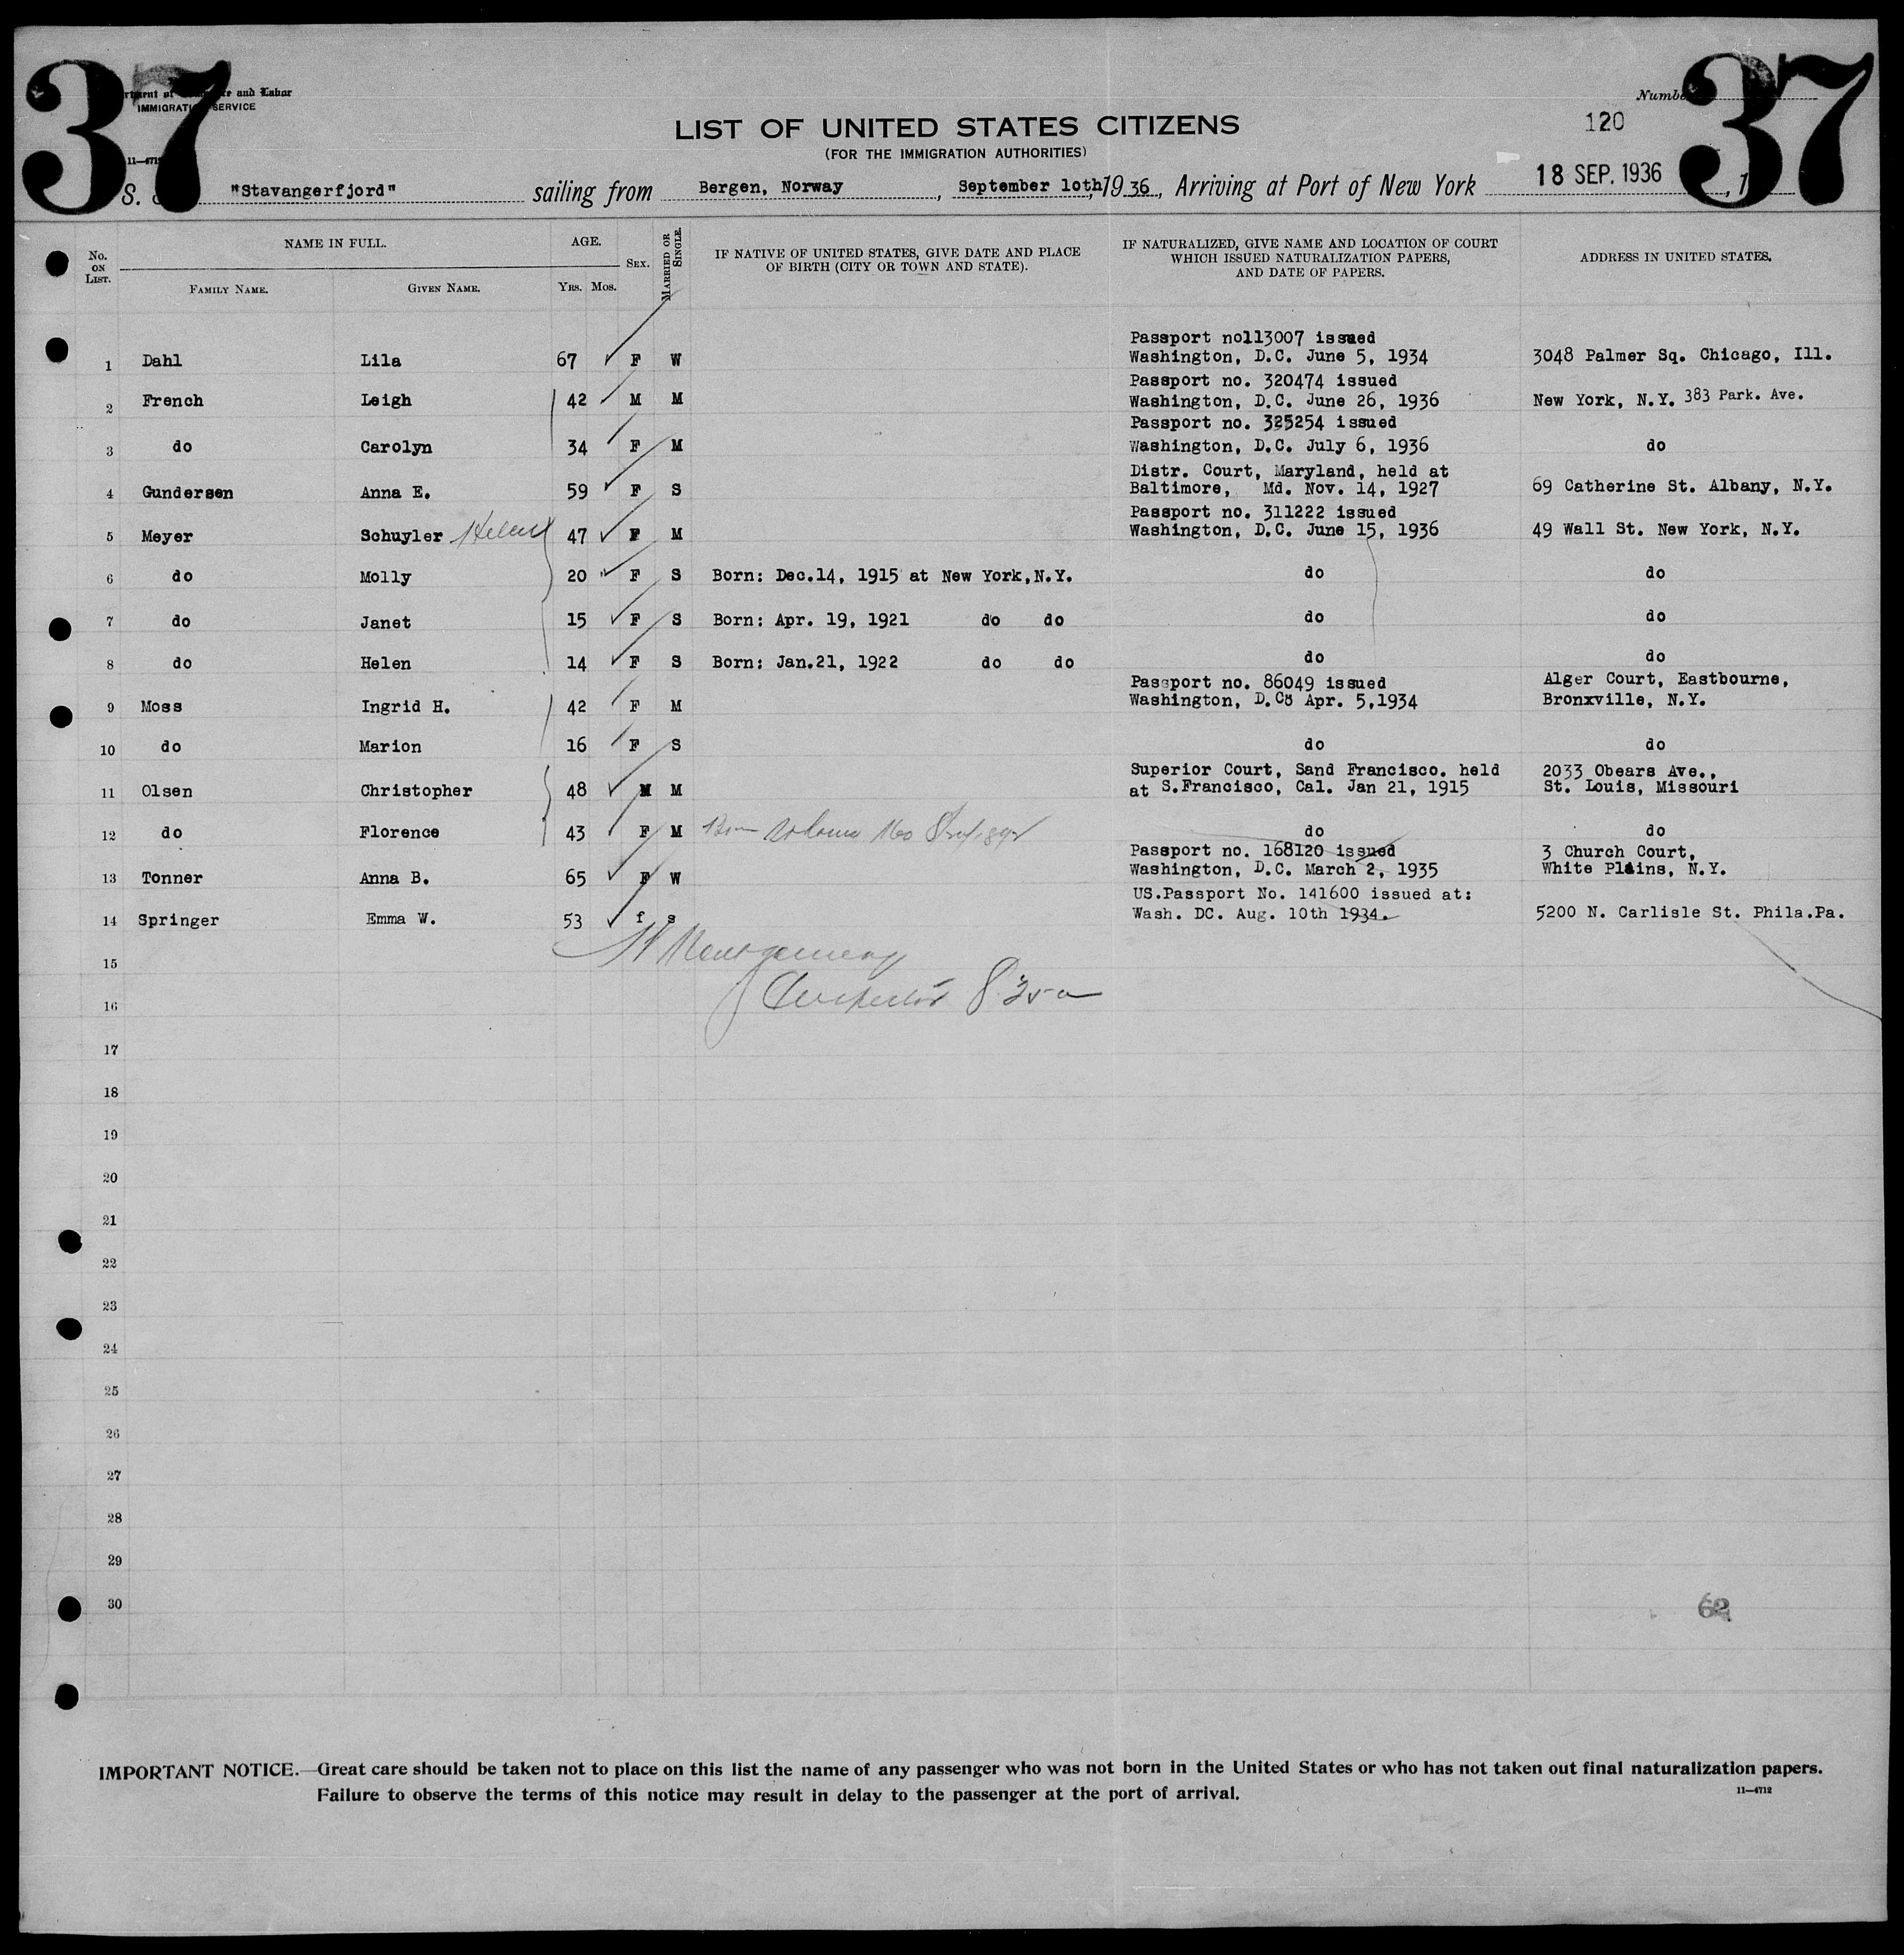 37
37
Department of Commerce and Labor
IMMIGRATION SERVICE
Number
120
LIST OF UNITED STATES CITIZENS
(FOR THE IMMIGRATION AUTHORITIES)
11—4712
S. S. "Stavangerfjord" sailing from Bergen, Norway, September 1oth, 1936, Arriving at Port of New York 18 SEP. 1936, 1
No. ON LIST. NAME IN FULL. AGE. SEX. MARRIED OR SINGLE. IF NATIVE OF UNITED STATES, GIVE DATE AND PLACE OF BIRTH (CITY OR TOWN AND STATE). IF NATURALIZED, GIVE NAME AND LOCATION OF COURT WHICH ISSUED NATURALIZATION PAPERS, AND DATE OF PAPERS. ADDRESS IN UNITED STATES.
FAMILY NAME. GIVEN NAME. YRS. MOS.
Passport no113007 issued
1 Dahl Lila 67 F W Washington, D.C. June 5, 1934 3048 Palmer Sq. Chicago, Ill.
Passport no. 320474 issued
2 French Leigh 42 M M Washington, D.C. June 26, 1936 New York, N.Y. 383 Park. Ave.
Passport no. 325254 issued
3 do Carolyn 34 F M Washington, D.C. July 6, 1936 do
Distr. Court, Maryland, held at
4 Gundersen Anna E. 59 F S Baltimore, Md. Nov. 14, 1927 69 Catherine St. Albany, N.Y.
Passport no. 311222 issued
5 Meyer Schuyler Helen 47 F M Washington, D.C. June 15, 1936 49 Wall St. New York, N.Y.
6 do Molly 20 F S Born: Dec.14, 1915 at New York,N.Y. do do
7 do Janet 15 F S Born: Apr. 19, 1921 do do do do
8 do Helen 14 F S Born: Jan.21, 1922 do do do do
Passport no. 86049 issued Alger Court, Eastbourne,
9 Moss Ingrid H. 42 F M Washington, D.C. Apr. 5,1934 Bronxville, N.Y.
10 do Marion 16 F S do do
Superior Court, Sand Francisco. held 2033 Obears Ave.,
11 Olsen Christopher 48 M M at S.Francisco, Cal. Jan 21, 1915 St. Louis, Missouri
12 do Florence 43 F M Born do do
Passport no. 168120 issued 3 Church Court,
13 Tonner Anna B. 65 F W Washington, D.C. March 2, 1935 White Plains, N.Y.
US.Passport No. 141600 issued at:
14 Springer Emma W. 53 f s Wash. DC. Aug. 10th 1934. 5200 N. Carlisle St. Phila.Pa.
Montgomery
15
Inspector
16
17
18
19
20
21
22
23
24
25
26
27
28
29
30
62
IMPORTANT NOTICE.—Great care should be taken not to place on this list the name of any passenger who was not born in the United States or who has not taken out final naturalization papers.
Failure to observe the terms of this notice may result in delay to the passenger at the port of arrival.
11—4712